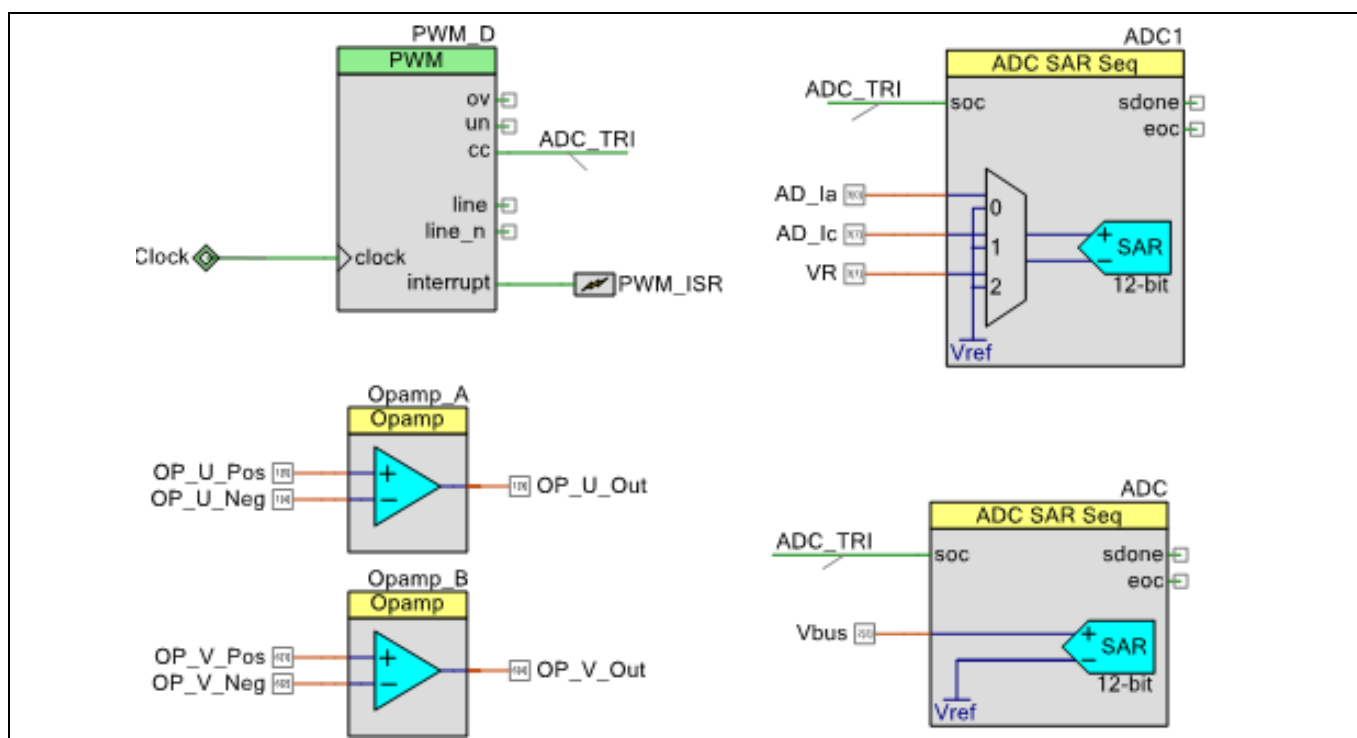 PWM_D
PWM
ov
un
cc
ADC_TRI
line
line_n
Clock
clock
interrupt
PWM_ISR
ADC1
ADC SAR Seq
ADC_TRI
soc
sdone
eoc
AD_Ia
0
AD_Ic
1
VR
2
+
SAR
−
12-bit
Vref
Opamp_A
Opamp
OP_U_Pos
+
OP_U_Neg
−
OP_U_Out
Opamp_B
Opamp
OP_V_Pos
+
OP_V_Neg
−
OP_V_Out
ADC
ADC SAR Seq
ADC_TRI
soc
sdone
eoc
Vbus
+
SAR
−
12-bit
Vref